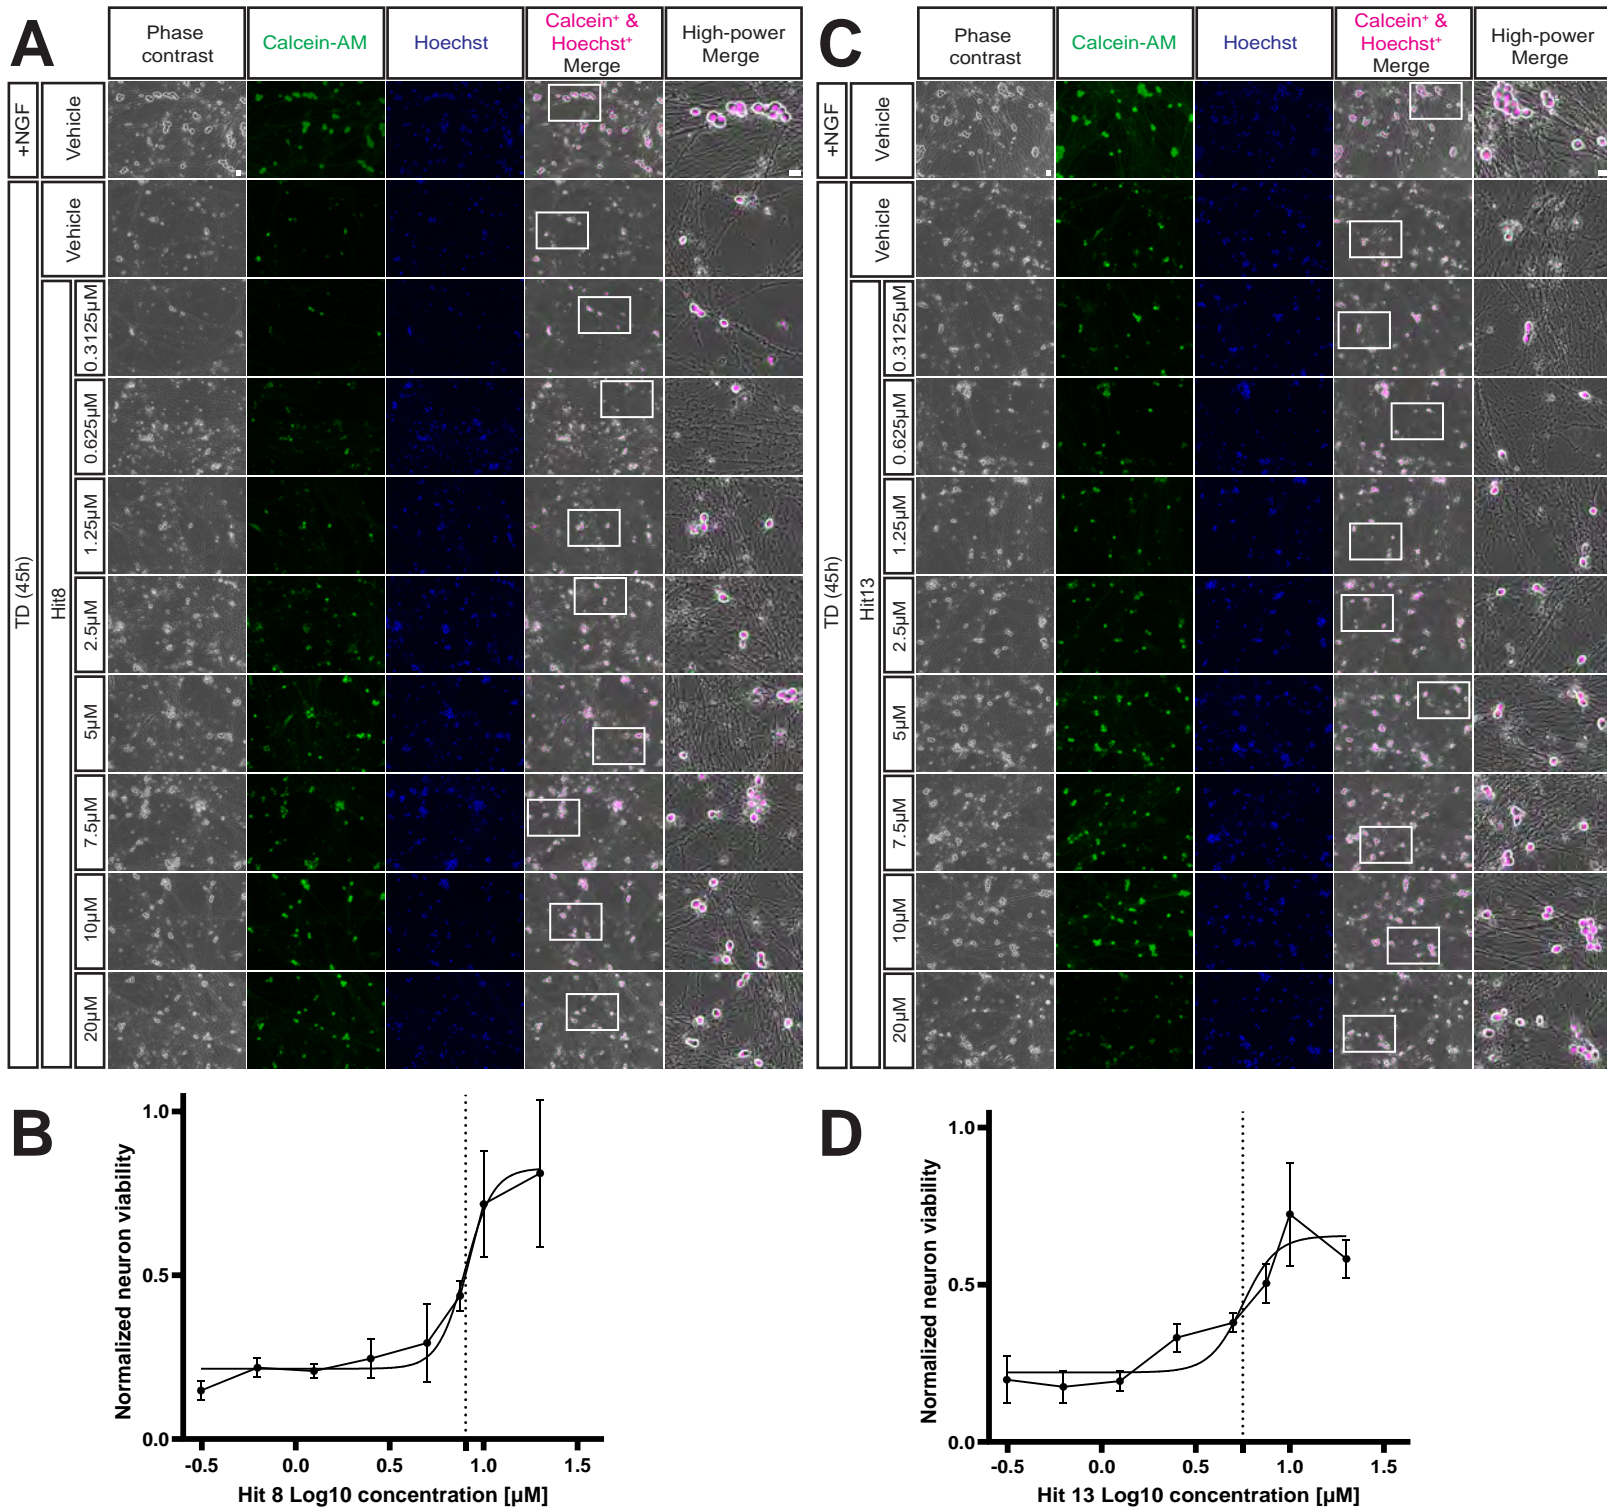 A
Phase contrast
Calcein-AM
Hoechst
Calcein⁺ & Hoechst⁺ Merge
High-power Merge
+NGF
Vehicle
TD (45h)
Vehicle
Hit8
0.3125µM
0.625µM
1.25µM
2.5µM
5µM
7.5µM
10µM
20µM
C
Phase contrast
Calcein-AM
Hoechst
Calcein⁺ & Hoechst⁺ Merge
High-power Merge
+NGF
Vehicle
TD (45h)
Vehicle
Hit13
0.3125µM
0.625µM
1.25µM
2.5µM
5µM
7.5µM
10µM
20µM
B
Normalized neuron viability
1.0
0.5
0.0
-0.5 0.0 0.5 1.0 1.5
Hit 8 Log10 concentration [µM]
D
Normalized neuron viability
1.0
0.5
0.0
-0.5 0.0 0.5 1.0 1.5
Hit 13 Log10 concentration [µM]